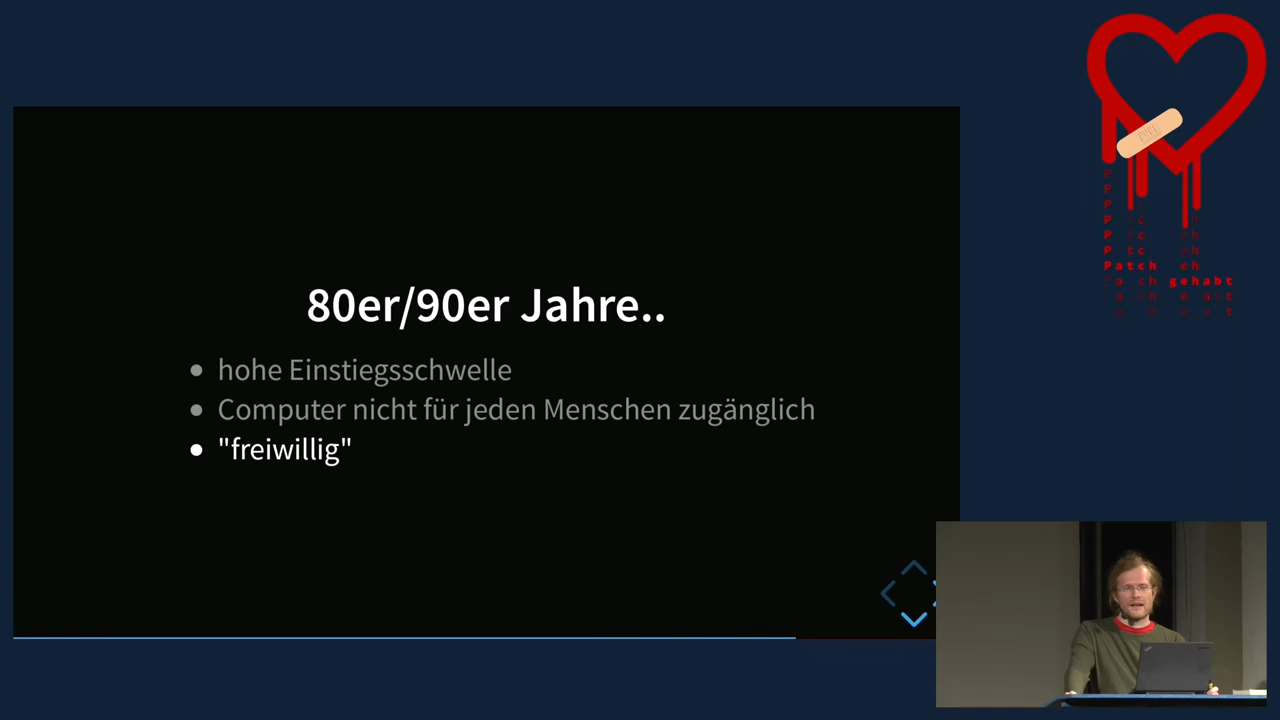 80er/90er Jahre..
hohe Einstiegsschwelle
Computer nicht für jeden Menschen zugänglich
"freiwillig"
Patch
gehabt